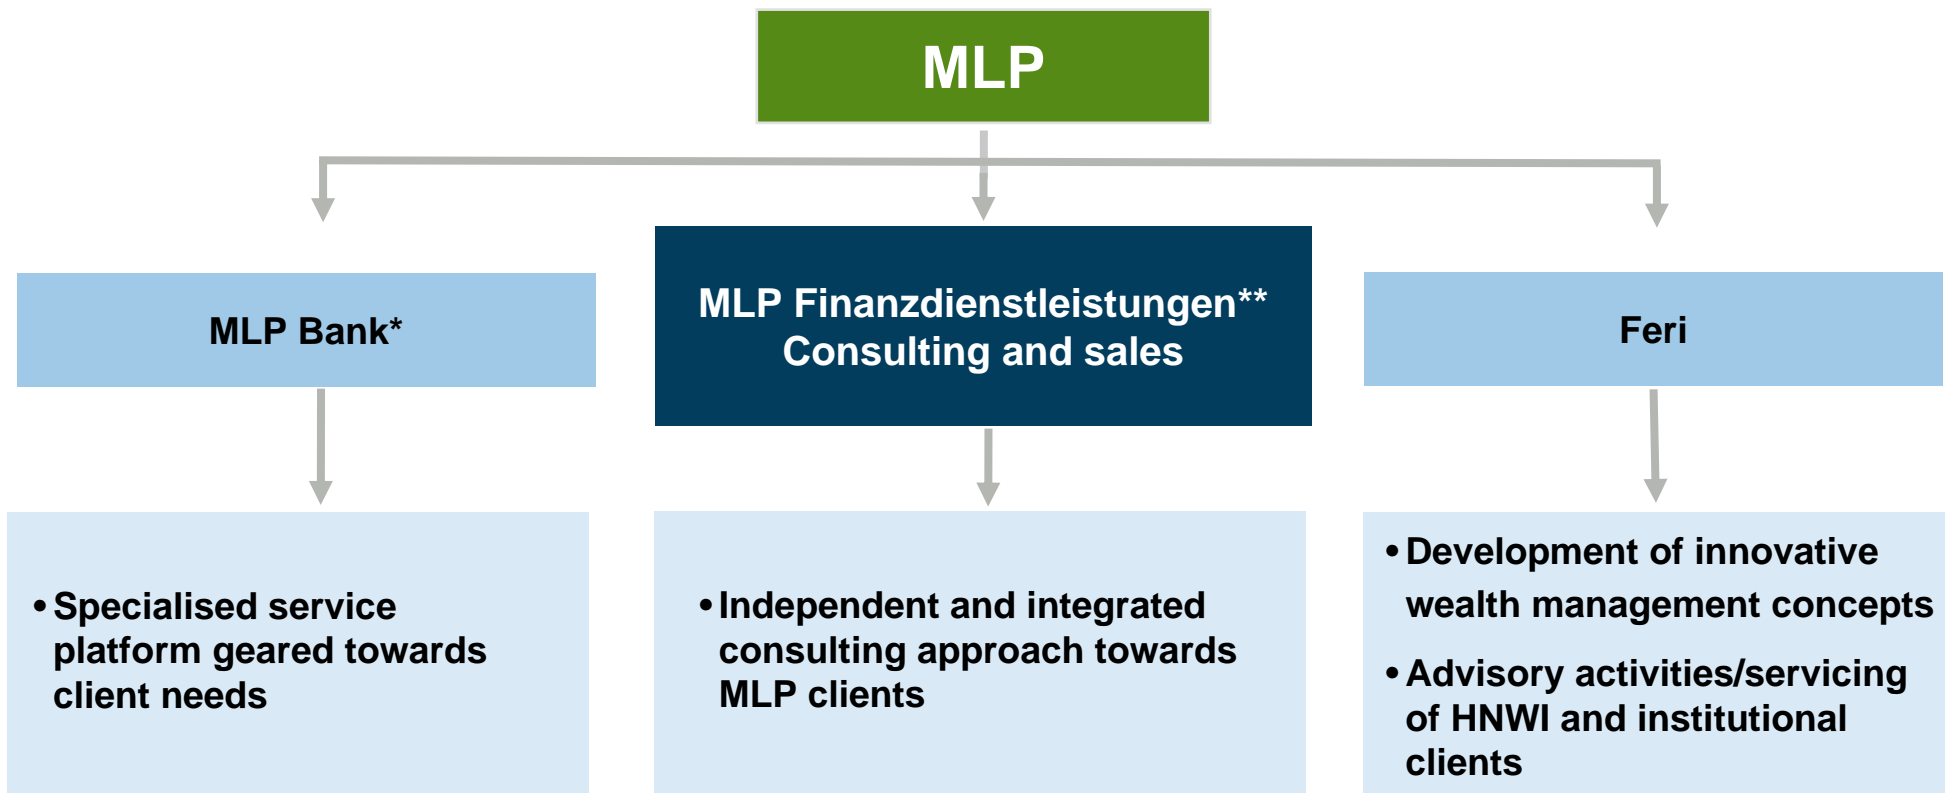 MLP
MLP Bank*
MLP Finanzdienstleistungen**
Consulting and sales
Feri
• Specialised service
platform geared towards
client needs
• Independent and integrated
consulting approach towards
MLP clients
• Development of innovative
wealth management concepts
• Advisory activities/servicing
of HNWI and institutional
clients